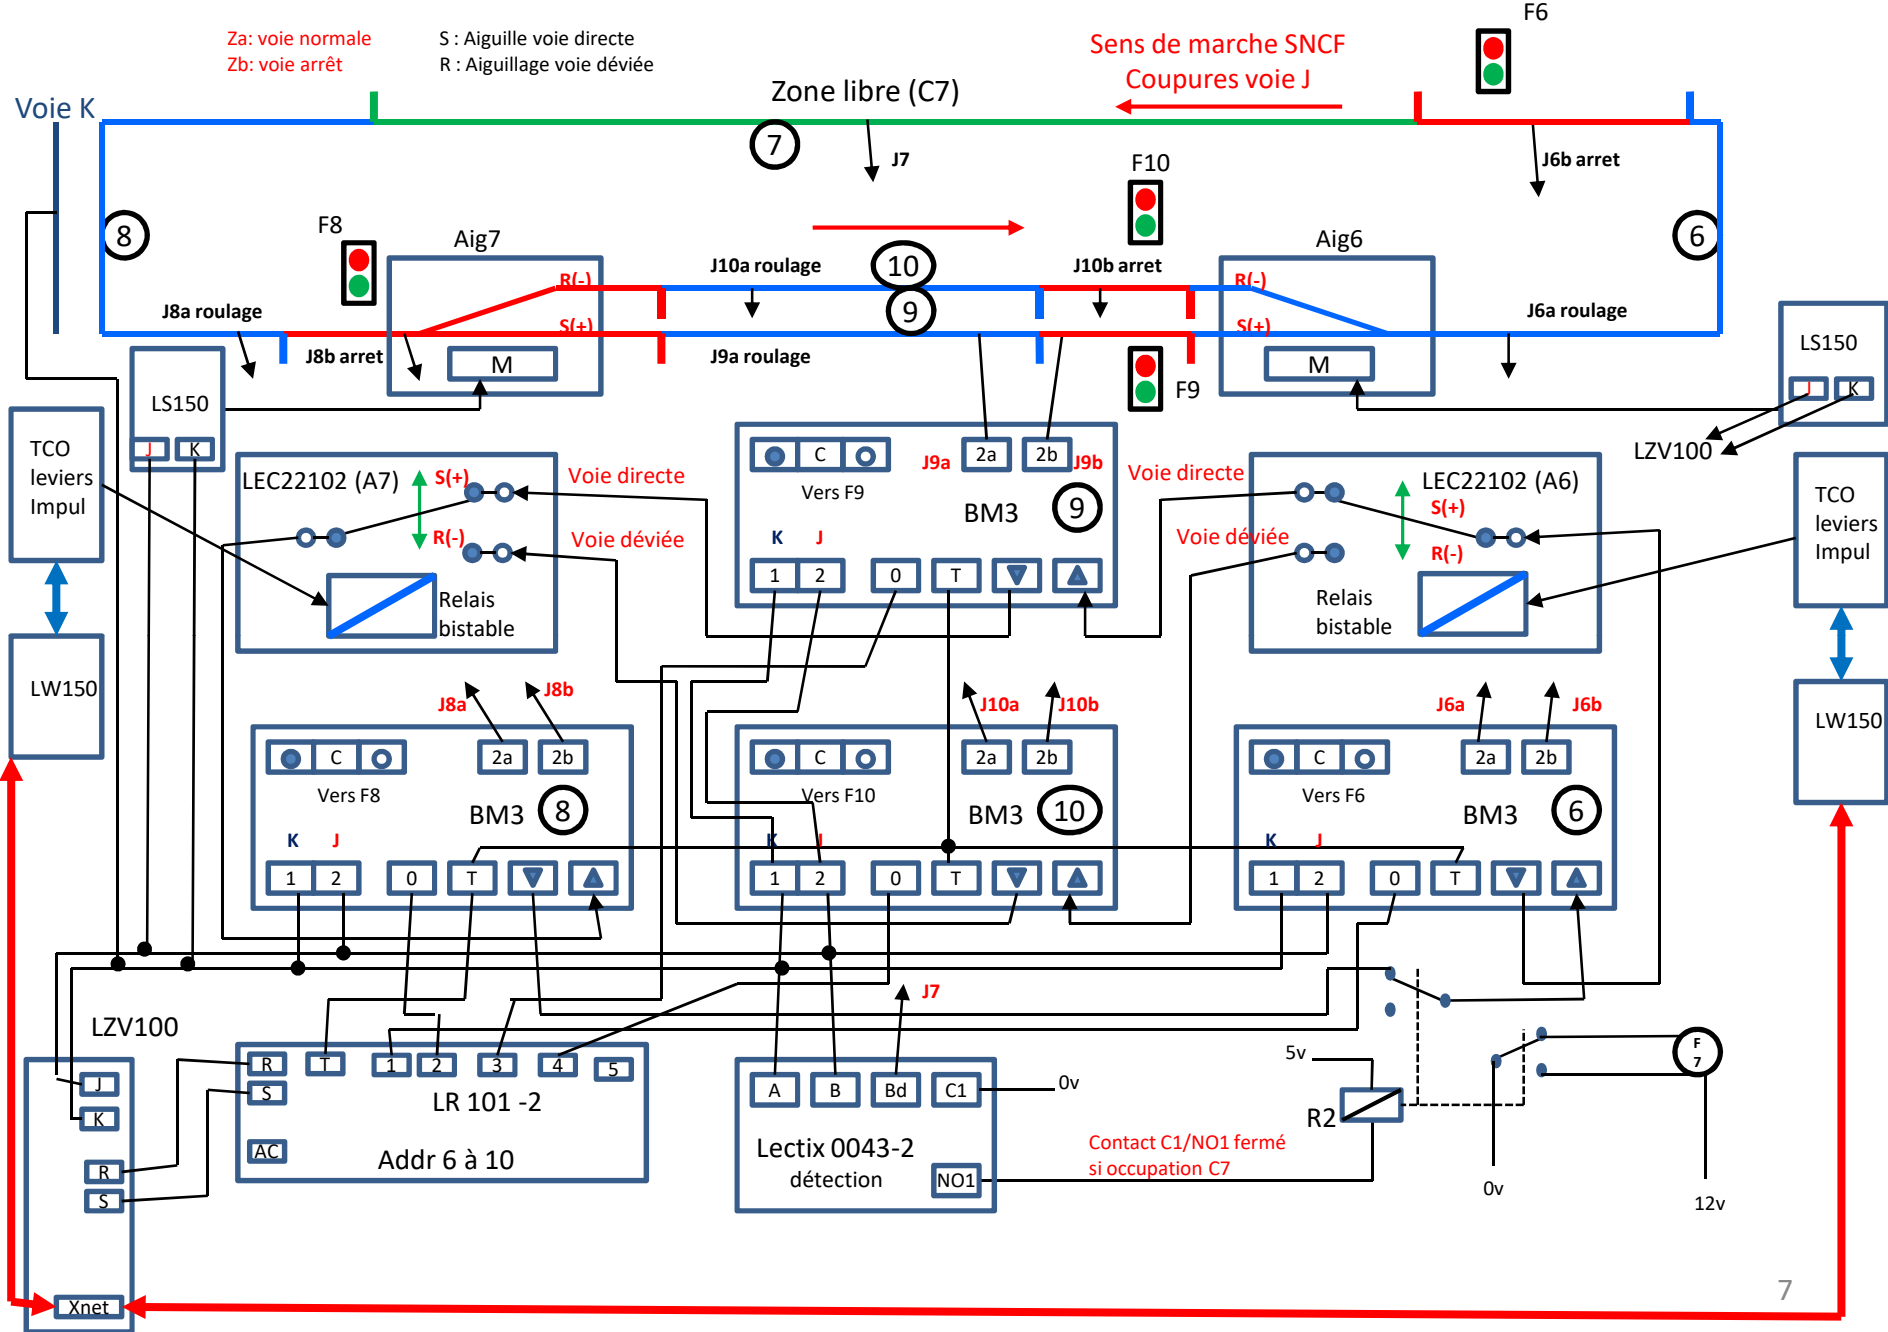 F6
Za: voie normale
S : Aiguille voie directe
Zb: voie arrêt
R : Aiguillage voie déviée
Sens de marche SNCF
Coupures voie J
Zone libre (C7)
Voie K
7
J7
F10
J6b arret
8
F8
Aig7
Aig6
6
R(-)
J10a roulage
10
J10b arret
R(-)
J8a roulage
9
S(+)
S(+)
J6a roulage
J8b arret
J9a roulage
M
M
LS150
J
K
LS150
F9
TCO
leviers
Impul
J
K
LZV100
LEC22102 (A7)
S(+)
R(-)
Voie directe
Voie déviée
Relais
bistable
C
J9a
2a
2b
J9b
Vers F9
BM3
9
K
J
1
2
0
T
Voie directe
Voie déviée
LEC22102 (A6)
S(+)
R(-)
Relais
bistable
TCO
leviers
Impul
LW150
LW150
J8a
J8b
C
2a
2b
Vers F8
BM3
8
K
J
1
2
0
T
J10a
J10b
C
2a
2b
Vers F10
BM3
10
K
J
1
2
0
T
J6a
J6b
C
2a
2b
Vers F6
BM3
6
K
J
1
2
0
T
LZV100
J
K
R
S
Xnet
R
S
AC
T
1
2
3
4
5
LR 101 -2
Addr 6 à 10
J7
A
B
Bd
C1
0v
Lectix 0043-2
détection
NO1
Contact C1/NO1 fermé
si occupation C7
5v
R2
F
7
0v
12v
7